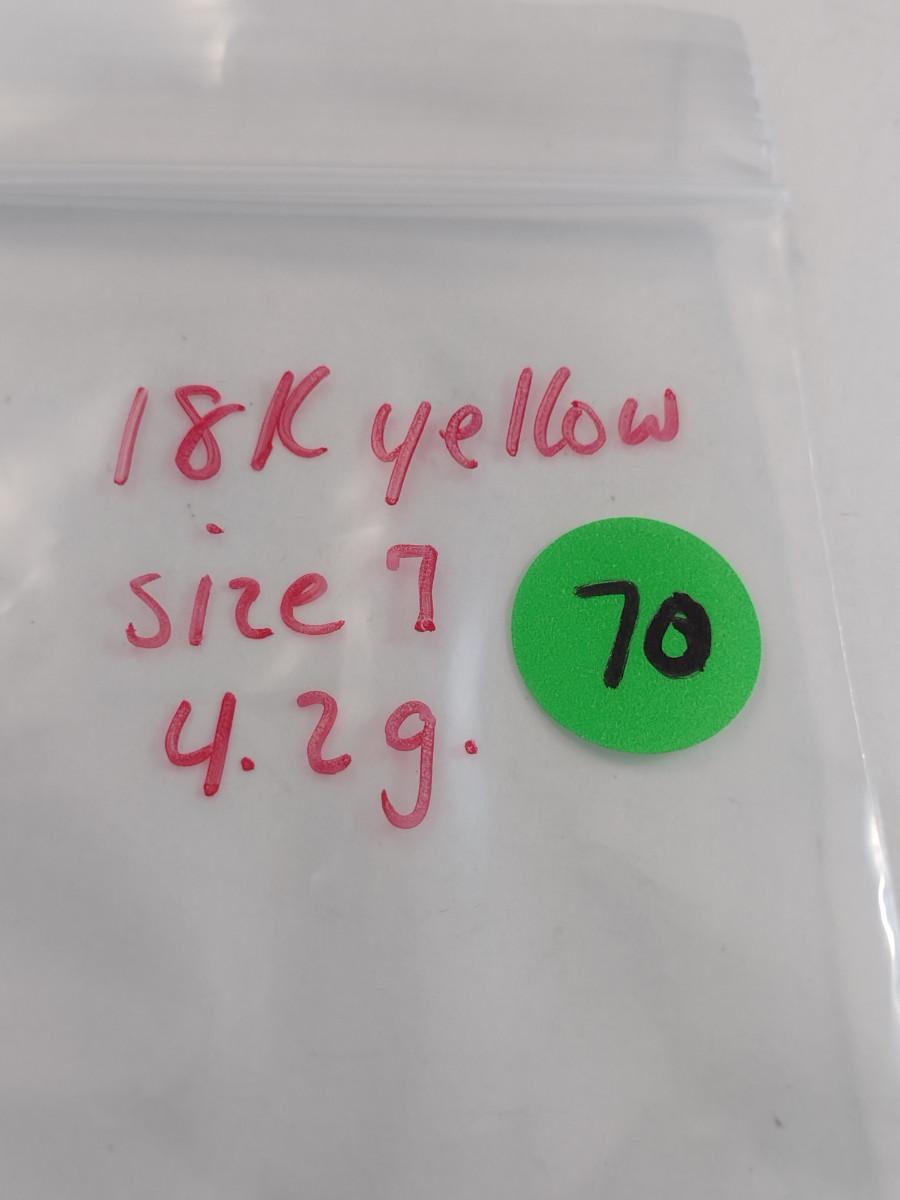 18K yellow
size 7
4.2g.
70